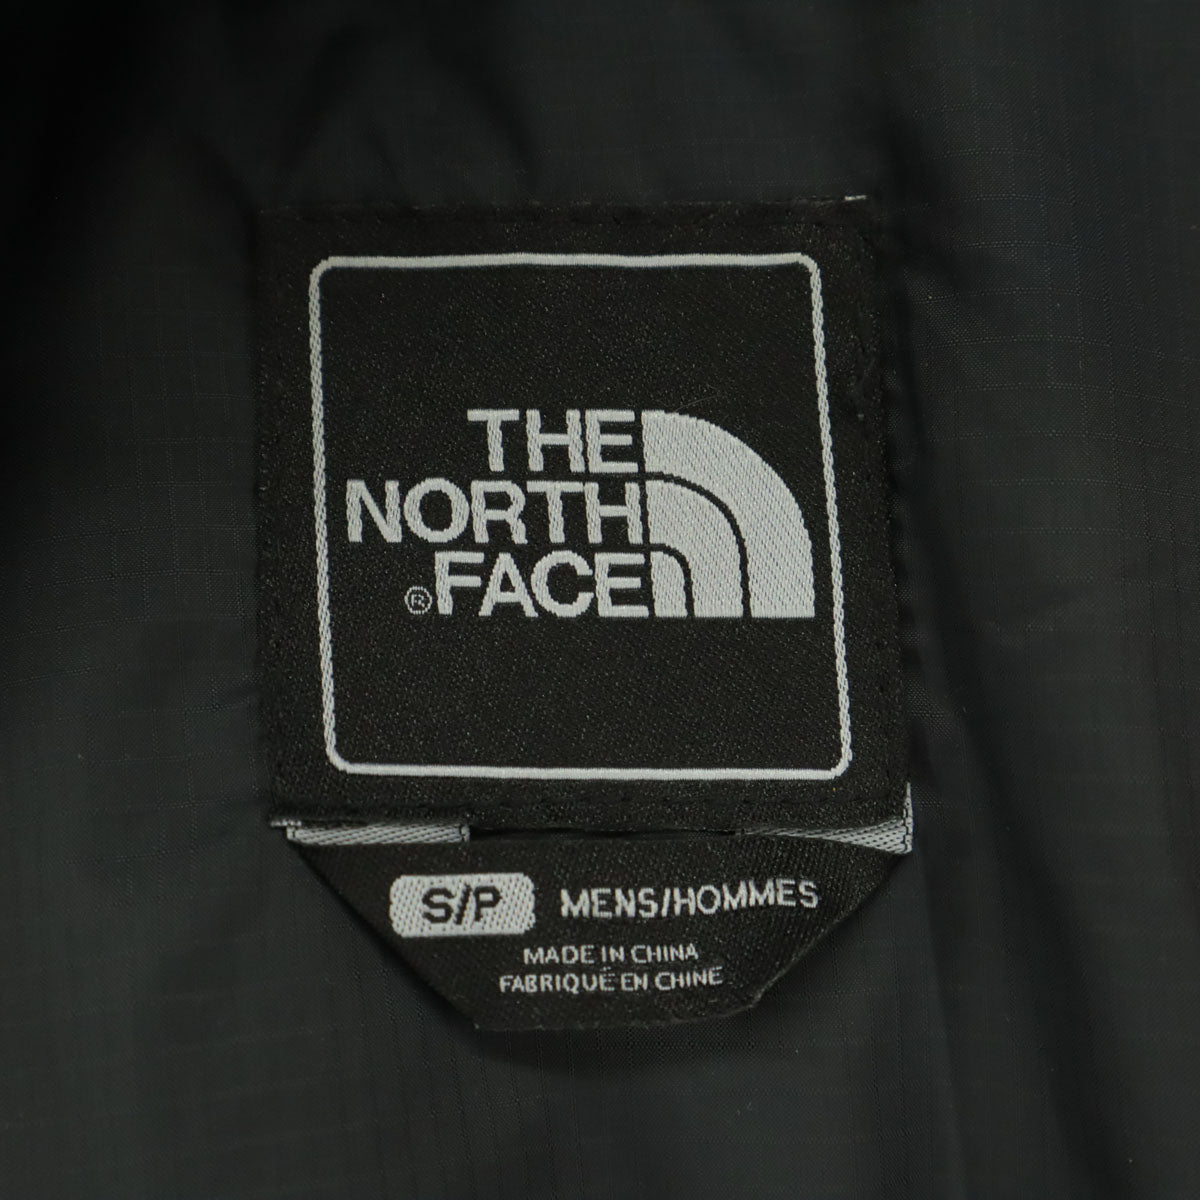 THE
NORTH
®FACE
S/P MENS/HOMMES
MADE IN CHINA
FABRIQUÉ EN CHINE